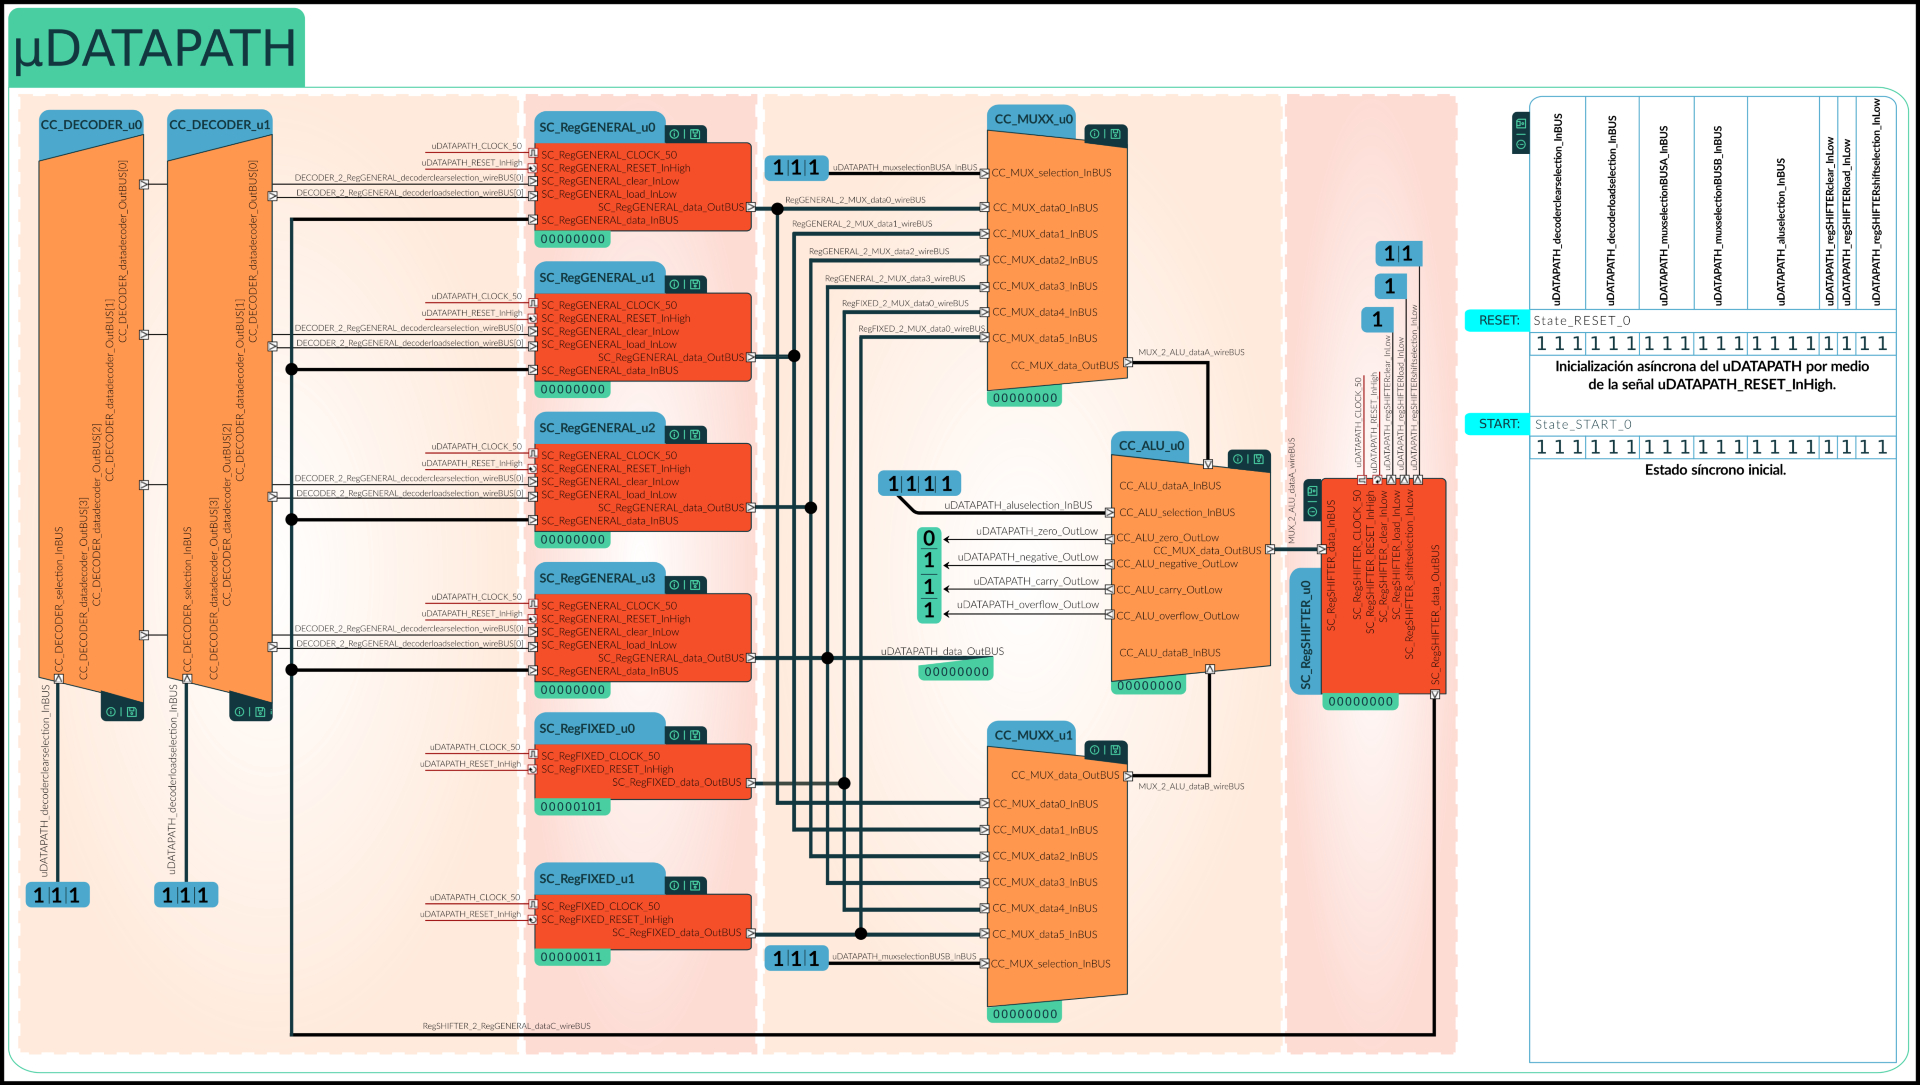 µDATAPATH
CC_DECODER_u0
CC_DECODER_datadecoder_OutBUS[0]
CC_DECODER_datadecoder_OutBUS[1]
CC_DECODER_datadecoder_OutBUS[2]
CC_DECODER_datadecoder_OutBUS[3]
CC_DECODER_selection_InBUS
uDATAPATH_decoderclearselection_InBUS
1 1 1
CC_DECODER_u1
CC_DECODER_datadecoder_OutBUS[0]
CC_DECODER_datadecoder_OutBUS[1]
CC_DECODER_datadecoder_OutBUS[2]
CC_DECODER_datadecoder_OutBUS[3]
CC_DECODER_selection_InBUS
uDATAPATH_decoderloadselection_InBUS
1 1 1
SC_RegGENERAL_u0
uDATAPATH_CLOCK_50
uDATAPATH_RESET_InHigh
DECODER_2_RegGENERAL_decoderclearselection_wireBUS[0]
DECODER_2_RegGENERAL_decoderloadselection_wireBUS[0]
SC_RegGENERAL_CLOCK_50
SC_RegGENERAL_RESET_InHigh
SC_RegGENERAL_clear_InLow
SC_RegGENERAL_load_InLow
SC_RegGENERAL_data_OutBUS
SC_RegGENERAL_data_InBUS
00000000
SC_RegGENERAL_u1
uDATAPATH_CLOCK_50
uDATAPATH_RESET_InHigh
DECODER_2_RegGENERAL_decoderclearselection_wireBUS[0]
DECODER_2_RegGENERAL_decoderloadselection_wireBUS[0]
SC_RegGENERAL_CLOCK_50
SC_RegGENERAL_RESET_InHigh
SC_RegGENERAL_clear_InLow
SC_RegGENERAL_load_InLow
SC_RegGENERAL_data_OutBUS
SC_RegGENERAL_data_InBUS
00000000
SC_RegGENERAL_u2
uDATAPATH_CLOCK_50
uDATAPATH_RESET_InHigh
DECODER_2_RegGENERAL_decoderclearselection_wireBUS[0]
DECODER_2_RegGENERAL_decoderloadselection_wireBUS[0]
SC_RegGENERAL_CLOCK_50
SC_RegGENERAL_RESET_InHigh
SC_RegGENERAL_clear_InLow
SC_RegGENERAL_load_InLow
SC_RegGENERAL_data_OutBUS
SC_RegGENERAL_data_InBUS
00000000
SC_RegGENERAL_u3
uDATAPATH_CLOCK_50
uDATAPATH_RESET_InHigh
DECODER_2_RegGENERAL_decoderclearselection_wireBUS[0]
DECODER_2_RegGENERAL_decoderloadselection_wireBUS[0]
SC_RegGENERAL_CLOCK_50
SC_RegGENERAL_RESET_InHigh
SC_RegGENERAL_clear_InLow
SC_RegGENERAL_load_InLow
SC_RegGENERAL_data_OutBUS
SC_RegGENERAL_data_InBUS
00000000
SC_RegFIXED_u0
uDATAPATH_CLOCK_50
uDATAPATH_RESET_InHigh
SC_RegFIXED_CLOCK_50
SC_RegFIXED_RESET_InHigh
SC_RegFIXED_data_OutBUS
00000101
SC_RegFIXED_u1
uDATAPATH_CLOCK_50
uDATAPATH_RESET_InHigh
SC_RegFIXED_CLOCK_50
SC_RegFIXED_RESET_InHigh
SC_RegFIXED_data_OutBUS
00000011
RegSHIFTER_2_RegGENERAL_dataC_wireBUS
CC_MUXX_u0
1 1 1
uDATAPATH_muxselectionBUSA_InBUS
CC_MUX_selection_InBUS
RegGENERAL_2_MUX_data0_wireBUS
CC_MUX_data0_InBUS
RegGENERAL_2_MUX_data1_wireBUS
CC_MUX_data1_InBUS
RegGENERAL_2_MUX_data2_wireBUS
CC_MUX_data2_InBUS
RegGENERAL_2_MUX_data3_wireBUS
CC_MUX_data3_InBUS
RegFIXED_2_MUX_data0_wireBUS
CC_MUX_data4_InBUS
RegFIXED_2_MUX_data0_wireBUS
CC_MUX_data5_InBUS
CC_MUX_data_OutBUS
00000000
MUX_2_ALU_dataA_wireBUS
CC_ALU_u0
CC_ALU_dataA_InBUS
1 1 1 1
uDATAPATH_aluselection_InBUS
CC_ALU_selection_InBUS
0
uDATAPATH_zero_OutLow
CC_ALU_zero_OutLow
CC_MUX_data_OutBUS
1
uDATAPATH_negative_OutLow
CC_ALU_negative_OutLow
1
uDATAPATH_carry_OutLow
CC_ALU_carry_OutLow
1
uDATAPATH_overflow_OutLow
CC_ALU_overflow_OutLow
uDATAPATH_data_OutBUS
00000000
CC_ALU_dataB_InBUS
00000000
CC_MUXX_u1
CC_MUX_data_OutBUS
MUX_2_ALU_dataB_wireBUS
CC_MUX_data0_InBUS
CC_MUX_data1_InBUS
CC_MUX_data2_InBUS
CC_MUX_data3_InBUS
CC_MUX_data4_InBUS
CC_MUX_data5_InBUS
1 1 1
uDATAPATH_muxselectionBUSB_InBUS
CC_MUX_selection_InBUS
00000000
1 1
1
1
MUX_2_ALU_dataA_wireBUS
uDATAPATH_CLOCK_50
uDATAPATH_RESET_InHigh
uDATAPATH_regSHIFTERclear_InLow
uDATAPATH_regSHIFTERload_InLow
uDATAPATH_regSHIFTERshiftselection_InLow
SC_RegSHIFTER_u0
SC_RegSHIFTER_data_InBUS
SC_RegSHIFTER_CLOCK_50
SC_RegSHIFTER_RESET_InHigh
SC_RegSHIFTER_clear_InLow
SC_RegSHIFTER_load_InLow
SC_RegSHIFTER_shiftselection_InLow
SC_RegSHIFTER_data_OutBUS
00000000
uDATAPATH_decoderclearselection_InBUS
uDATAPATH_decoderloadselection_InBUS
uDATAPATH_muxselectionBUSA_InBUS
uDATAPATH_muxselectionBUSB_InBUS
uDATAPATH_aluselection_InBUS
uDATAPATH_regSHIFTERclear_InLow
uDATAPATH_regSHIFTERload_InLow
uDATAPATH_regSHIFTERshiftselection_InLow
RESET: State_RESET_0
1 1 1 1 1 1 1 1 1 1 1 1 1 1 1 1 1 1 1 1
Inicialización asíncrona del uDATAPATH por medio
de la señal uDATAPATH_RESET_InHigh.
START: State_START_0
1 1 1 1 1 1 1 1 1 1 1 1 1 1 1 1 1 1 1 1
Estado síncrono inicial.